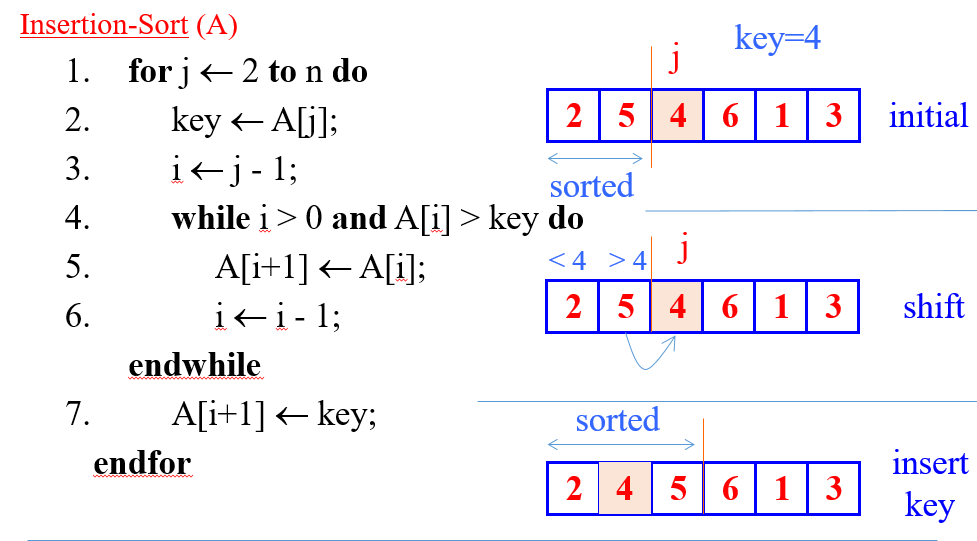 Insertion-Sort (A)
1. for j ← 2 to n do
2. key ← A[j];
3. i ← j - 1;
4. while i > 0 and A[i] > key do
5. A[i+1] ← A[i];
6. i ← i - 1;
endwhile
7. A[i+1] ← key;
endfor
j key=4
2 5 4 6 1 3 initial
sorted
j
< 4 > 4
2 5 4 6 1 3 shift
sorted
2 4 5 6 1 3 insert
key